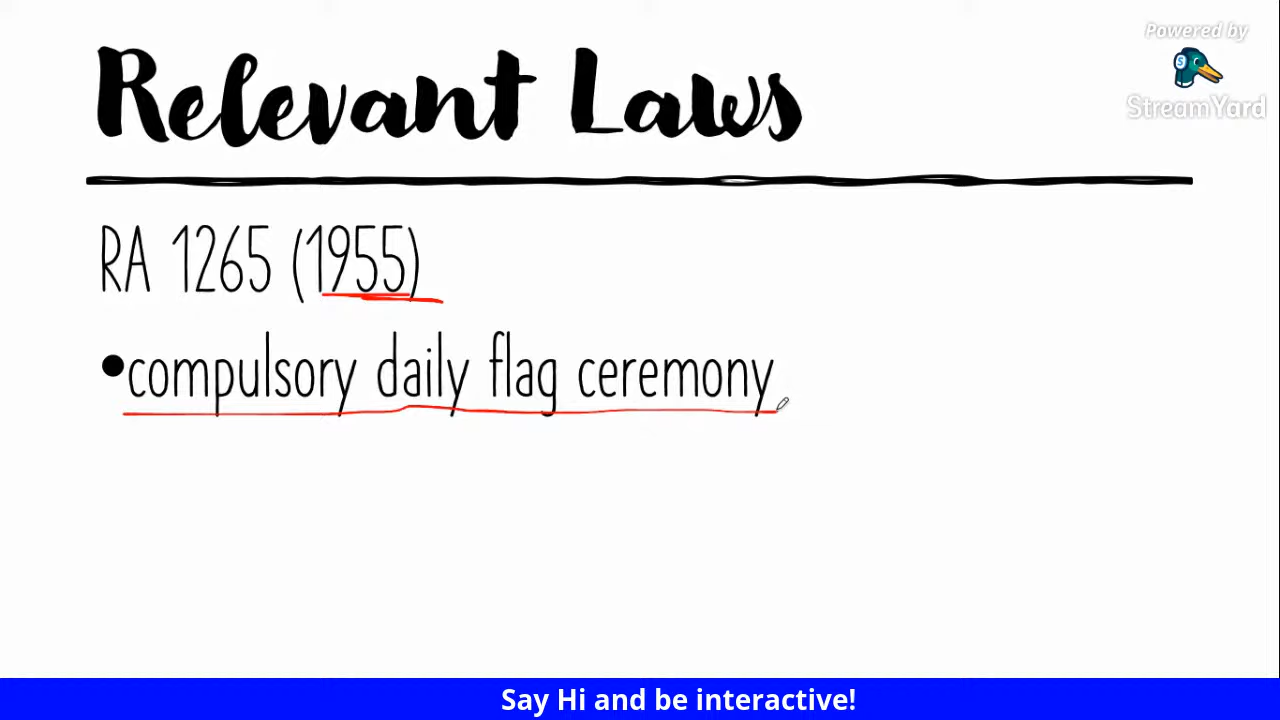 Powered by
StreamYard
Relevant Laws
RA 1265 (1955)
•compulsory daily flag ceremony
Say Hi and be interactive!